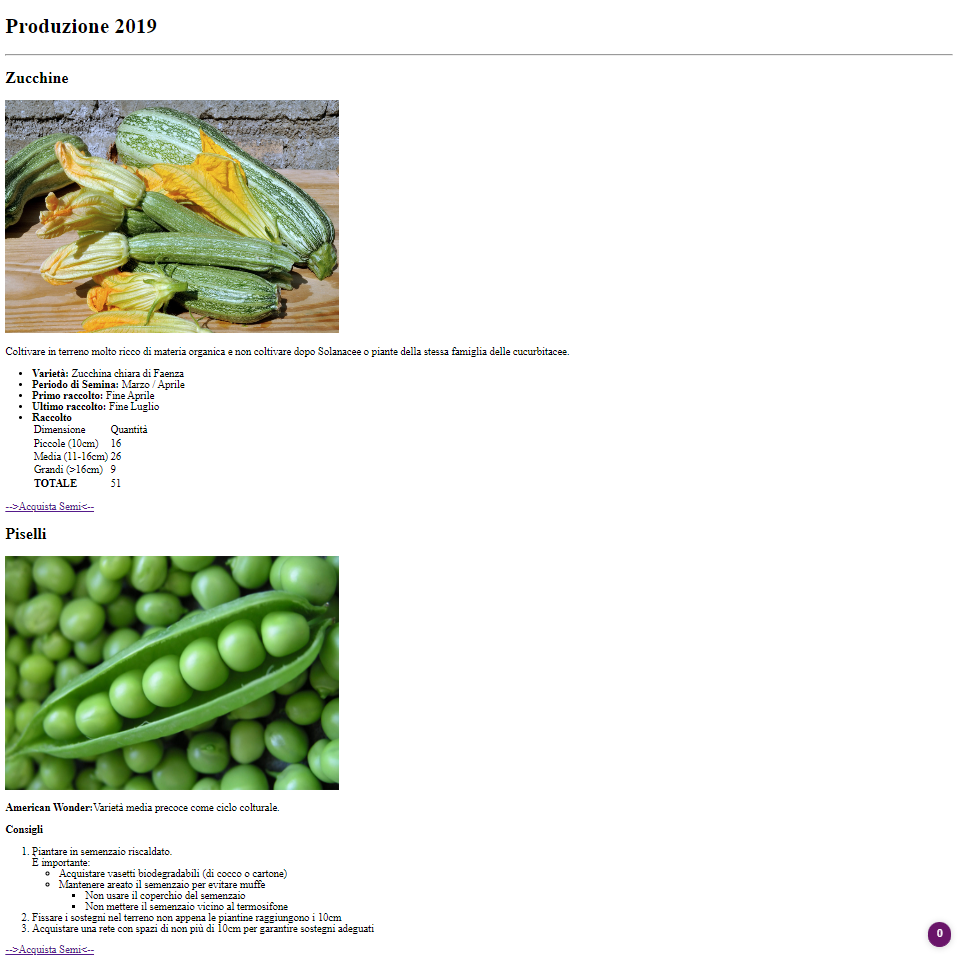 Produzione 2019
Zucchine
Coltivare in terreno molto ricco di materia organica e non coltivare dopo Solanacee o piante della stessa famiglia delle cucurbitacee.
• Varietà: Zucchina chiara di Faenza
• Periodo di Semina: Marzo / Aprile
• Primo raccolto: Fine Aprile
• Ultimo raccolto: Fine Luglio
• Raccolto
Dimensione Quantità
Piccole (10cm) 16
Media (11-16cm) 26
Grandi (>16cm) 9
TOTALE 51
-->Acquista Semi<--
Piselli
American Wonder:Varietà media precoce come ciclo colturale.
Consigli
1. Piantare in semenzaio riscaldato.
È importante:
◦ Acquistare vasetti biodegradabili (di cocco o cartone)
◦ Mantenere areato il semenzaio per evitare muffe
▪ Non usare il coperchio del semenzaio
▪ Non mettere il semenzaio vicino al termosifone
2. Fissare i sostegni nel terreno non appena le piantine raggiungono i 10cm
3. Acquistare una rete con spazi di non più di 10cm per garantire sostegni adeguati
0
-->Acquista Semi<--